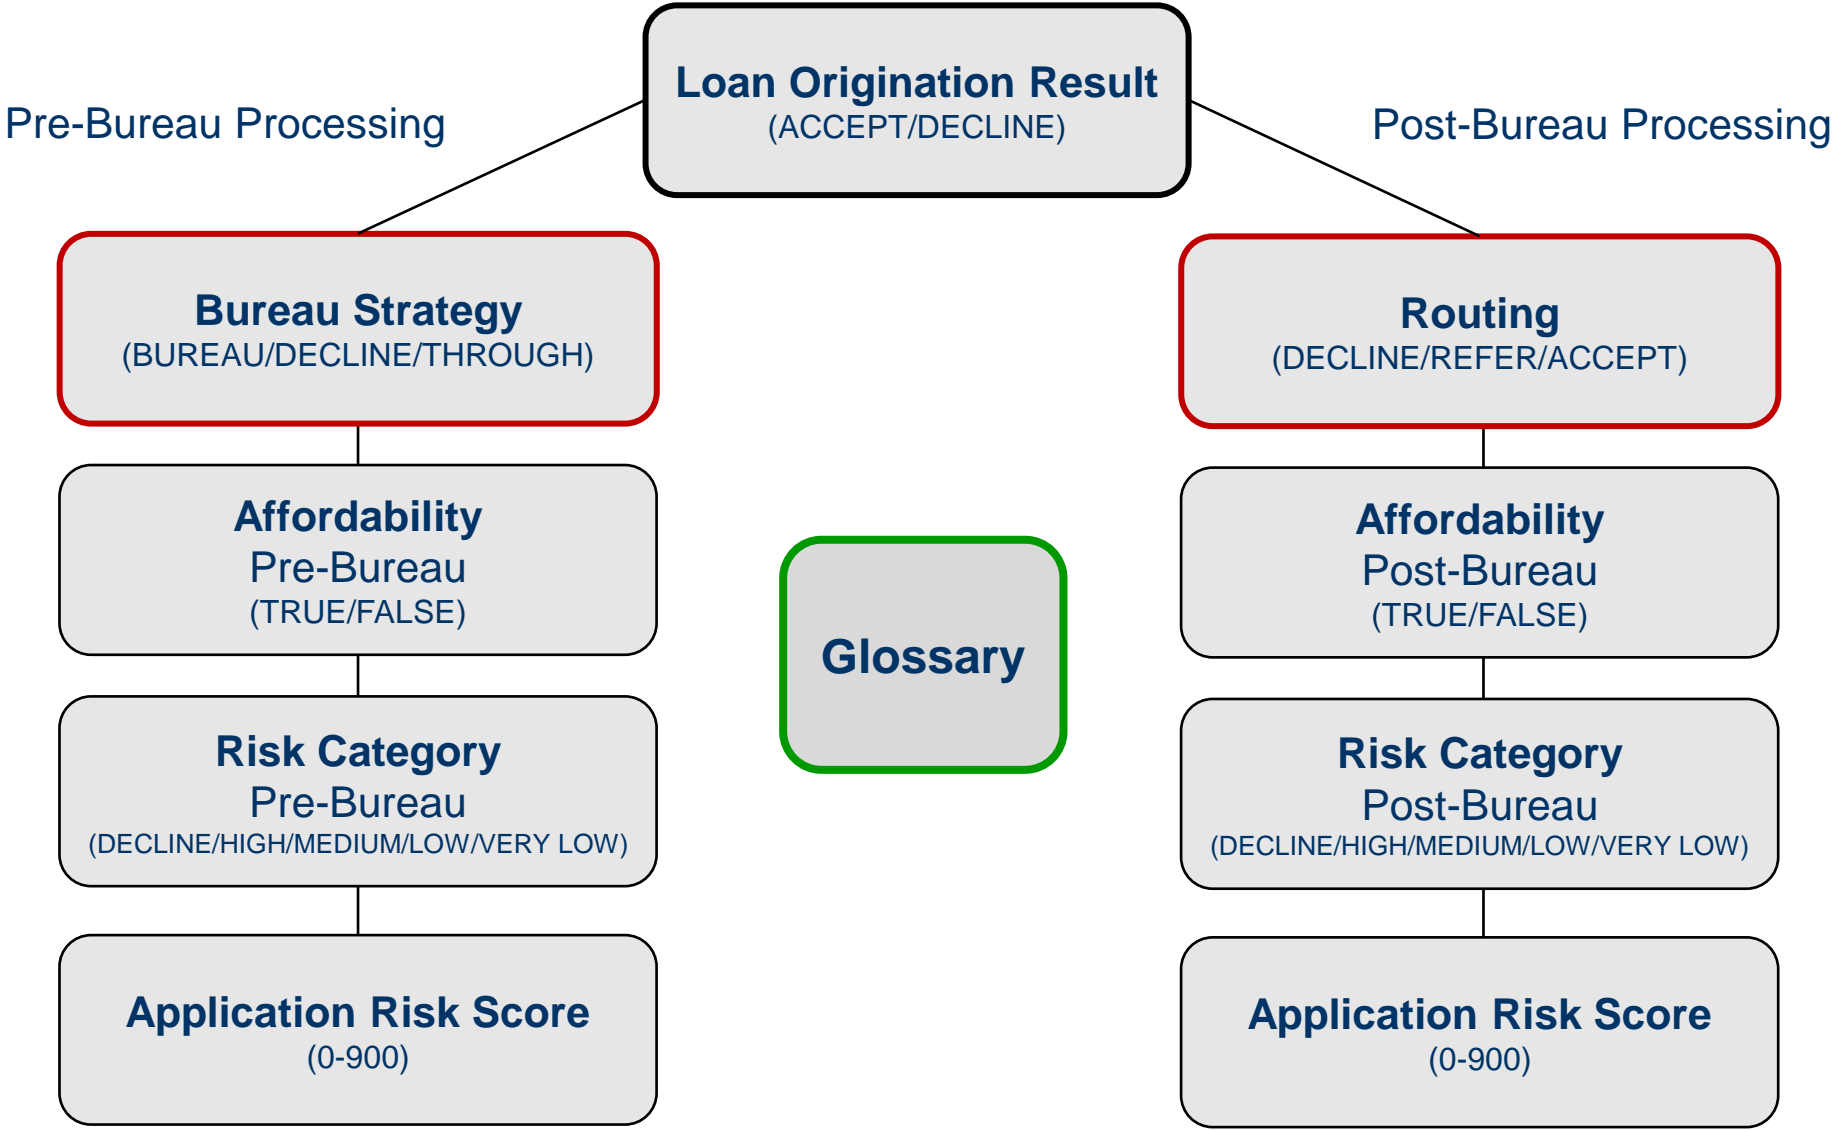 Loan Origination Result
(ACCEPT/DECLINE)
Pre-Bureau Processing
Post-Bureau Processing
Bureau Strategy
(BUREAU/DECLINE/THROUGH)
Affordability
Pre-Bureau
(TRUE/FALSE)
Risk Category
Pre-Bureau
(DECLINE/HIGH/MEDIUM/LOW/VERY LOW)
Application Risk Score
(0-900)
Glossary
Routing
(DECLINE/REFER/ACCEPT)
Affordability
Post-Bureau
(TRUE/FALSE)
Risk Category
Post-Bureau
(DECLINE/HIGH/MEDIUM/LOW/VERY LOW)
Application Risk Score
(0-900)